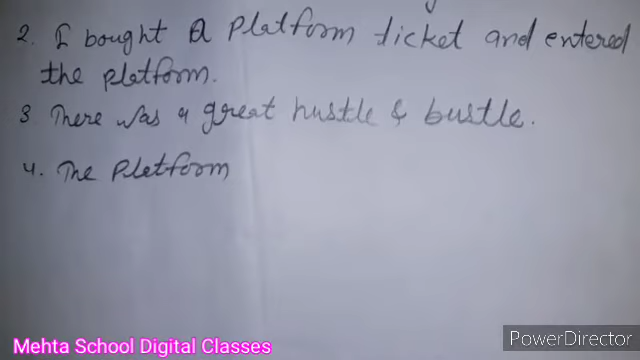 2. I bought a platform ticket and entered
the platform.
3. There was a great hustle & bustle.
4. The Platform
PowerDirector
Mehta School Digital Classes